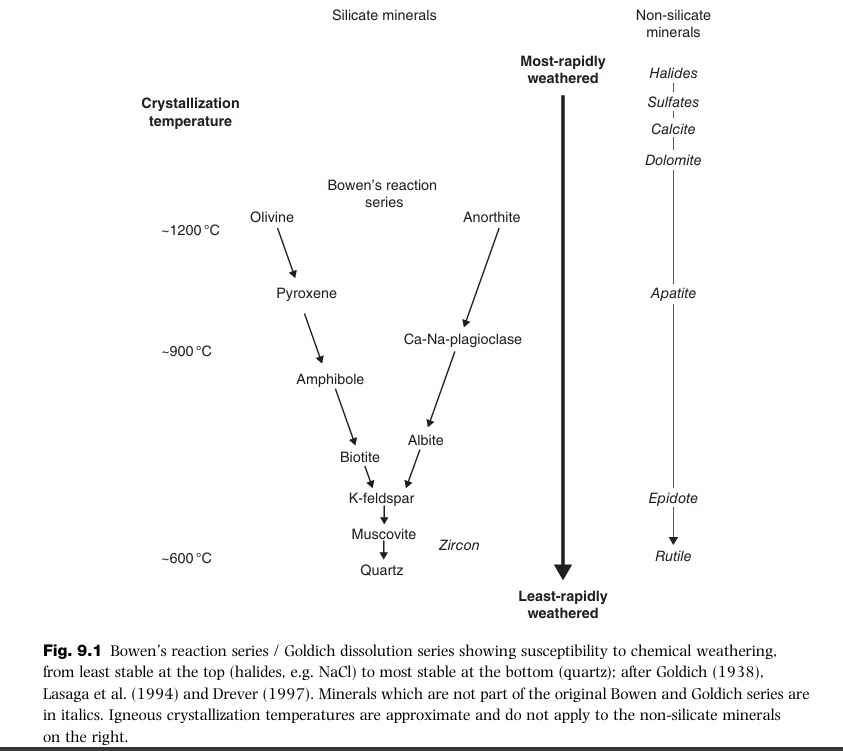 Silicate minerals
Non-silicate
minerals
Most-rapidly
weathered
Halides
Sulfates
Calcite
Dolomite
Crystallization
temperature
Bowen's reaction
series
Olivine
Anorthite
~1200 °C
Pyroxene
Apatite
Ca-Na-plagioclase
~900 °C
Amphibole
Albite
Biotite
K-feldspar
Epidote
Muscovite
Zircon
~600 °C
Rutile
Quartz
Least-rapidly
weathered
Fig. 9.1 Bowen's reaction series / Goldich dissolution series showing susceptibility to chemical weathering,
from least stable at the top (halides, e.g. NaCl) to most stable at the bottom (quartz); after Goldich (1938),
Lasaga et al. (1994) and Drever (1997). Minerals which are not part of the original Bowen and Goldich series are
in italics. Igneous crystallization temperatures are approximate and do not apply to the non-silicate minerals
on the right.